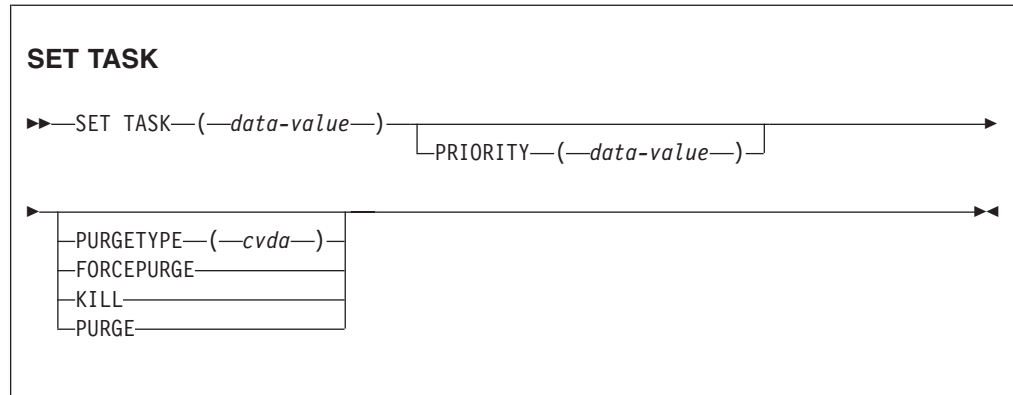 SET TASK
SET TASK ( data-value )
PRIORITY ( data-value )
PURGETYPE ( cvda )
FORCEPURGE
KILL
PURGE